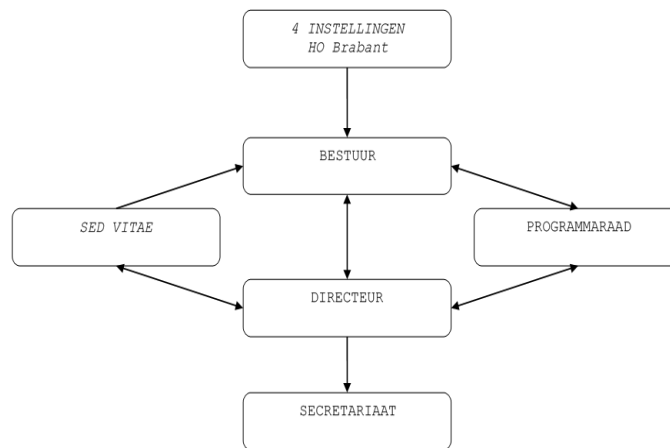 4 INSTELLINGEN
HO Brabant
BESTUUR
SED VITAE
PROGRAMMARAAD
DIRECTEUR
SECRETARIAAT